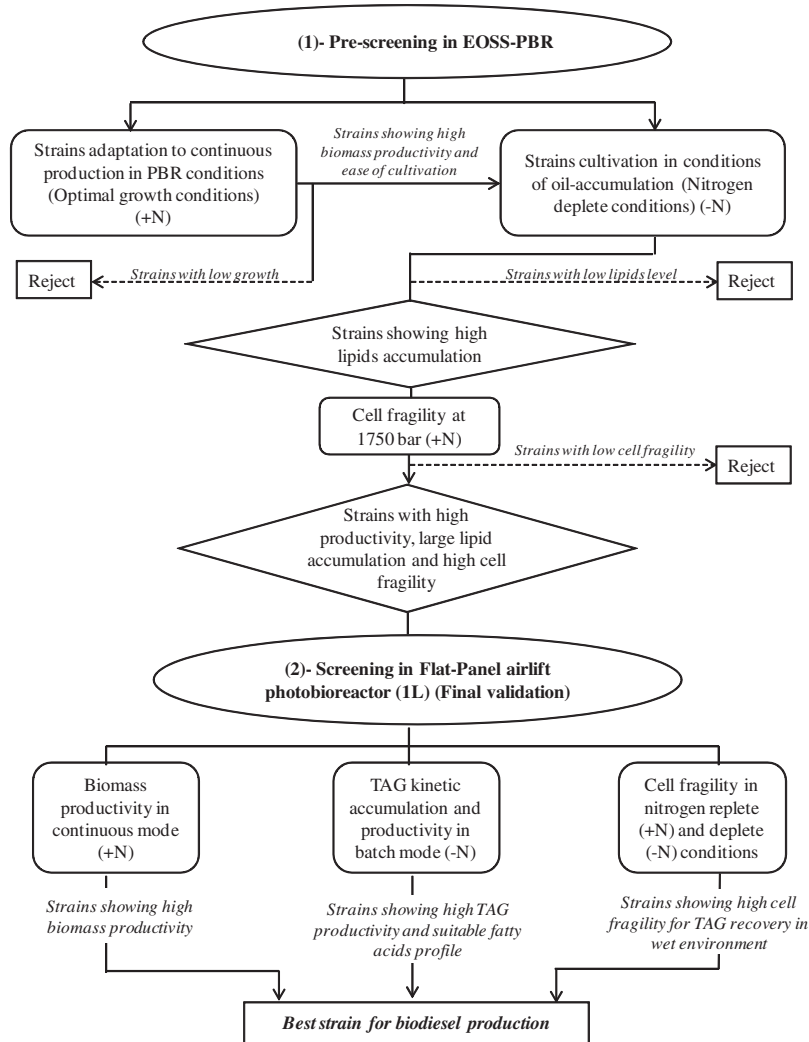 (1)- Pre-screening in EOSS-PBR
Strains adaptation to continuous
production in PBR conditions
(Optimal growth conditions)
(+N)
Strains showing high
biomass productivity and
ease of cultivation
Strains cultivation in conditions
of oil-accumulation (Nitrogen
deplete conditions) (-N)
Reject
Strains with low growth
Strains with low lipids level
Reject
Strains showing high
lipids accumulation
Cell fragility at
1750 bar (+N)
Strains with low cell fragility
Reject
Strains with high
productivity, large lipid
accumulation and high cell
fragility
(2)- Screening in Flat-Panel airlift
photobioreactor (1L) (Final validation)
Biomass
productivity in
continuous mode
(+N)
TAG kinetic
accumulation and
productivity in
batch mode (-N)
Cell fragility in
nitrogen replete
(+N) and deplete
(-N) conditions
Strains showing high
biomass productivity
Strains showing high TAG
productivity and suitable fatty
acids profile
Strains showing high cell
fragility for TAG recovery in
wet environment
Best strain for biodiesel production